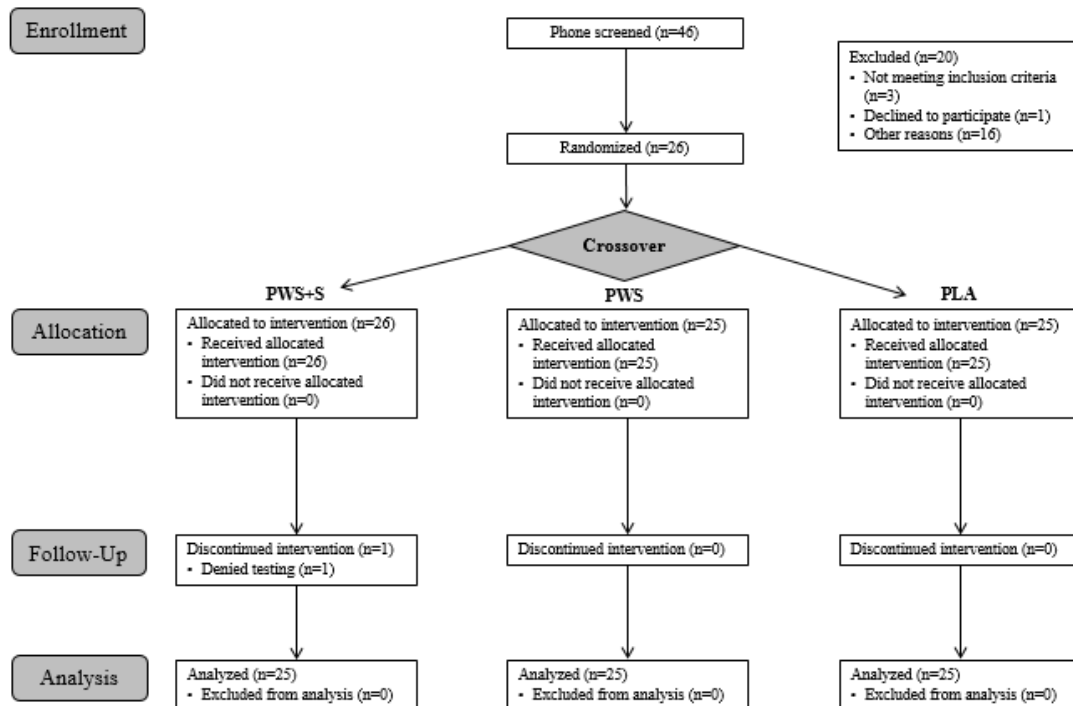 Enrollment
Phone screened (n=46)
Excluded (n=20)
▪ Not meeting inclusion criteria
(n=3)
▪ Declined to participate (n=1)
▪ Other reasons (n=16)
Randomized (n=26)
Crossover
PWS+S
PWS
PLA
Allocation
Allocated to intervention (n=26)
▪ Received allocated
intervention (n=26)
▪ Did not receive allocated
intervention (n=0)
Allocated to intervention (n=25)
▪ Received allocated
intervention (n=25)
▪ Did not receive allocated
intervention (n=0)
Allocated to intervention (n=25)
▪ Received allocated
intervention (n=25)
▪ Did not receive allocated
intervention (n=0)
Follow-Up
Discontinued intervention (n=1)
▪ Denied testing (n=1)
Discontinued intervention (n=0)
Discontinued intervention (n=0)
Analysis
Analyzed (n=25)
▪ Excluded from analysis (n=0)
Analyzed (n=25)
▪ Excluded from analysis (n=0)
Analyzed (n=25)
▪ Excluded from analysis (n=0)